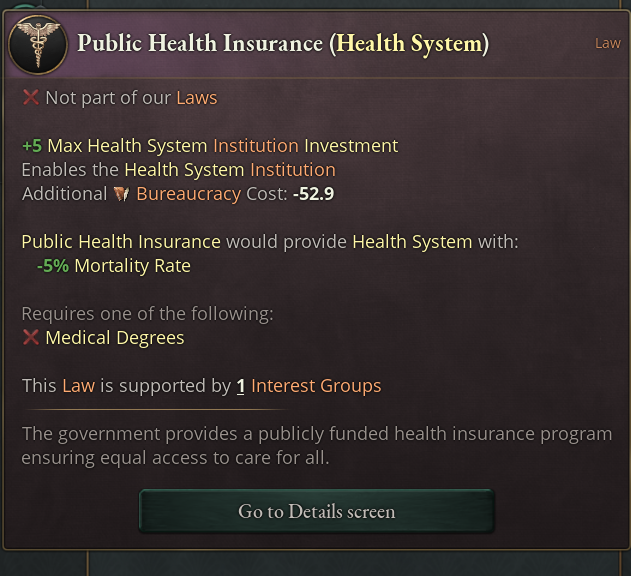 Public Health Insurance (Health System)
Law
Not part of our Laws
+5 Max Health System Institution Investment
Enables the Health System Institution
Additional Bureaucracy Cost: -52.9
Public Health Insurance would provide Health System with:
-5% Mortality Rate
Requires one of the following:
Medical Degrees
This Law is supported by 1 Interest Groups
The government provides a publicly funded health insurance program
ensuring equal access to care for all.
Go to Details screen